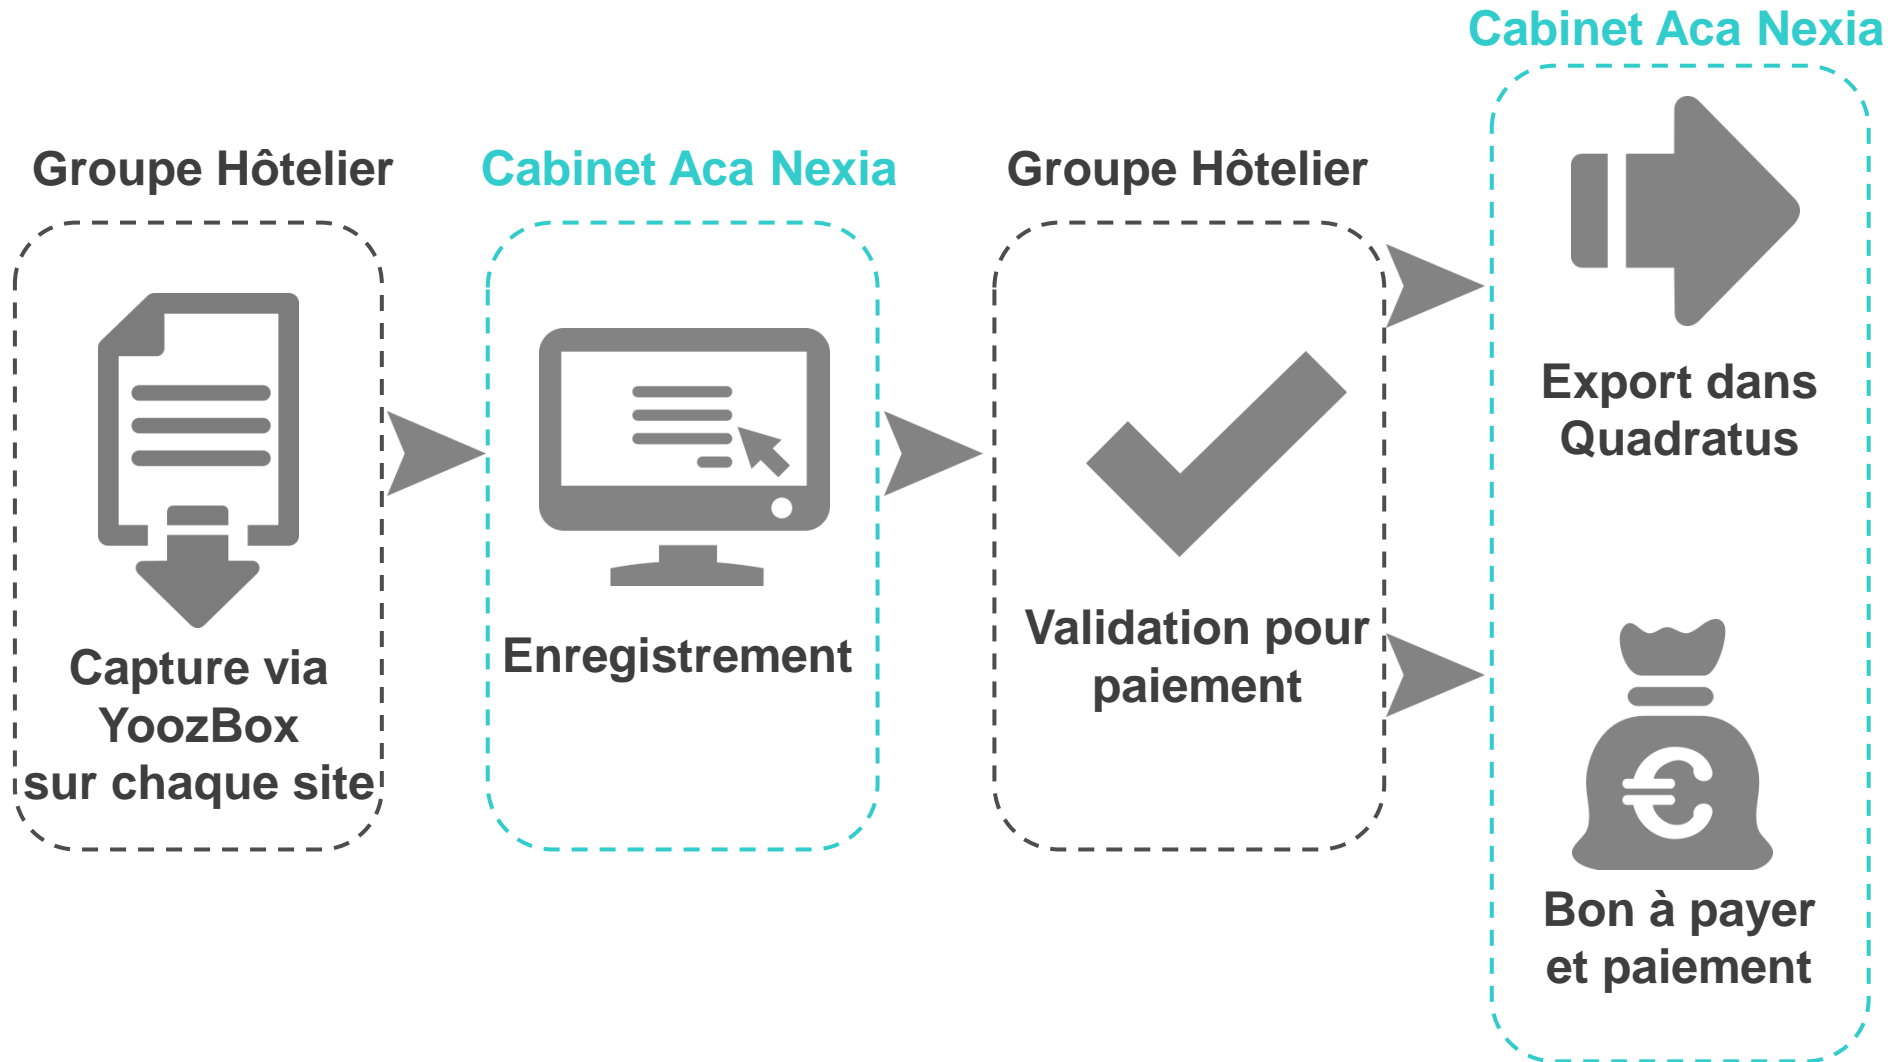 Groupe Hôtelier
Capture via
YoozBox
sur chaque site
Cabinet Aca Nexia
Enregistrement
Groupe Hôtelier
Validation pour
paiement
Cabinet Aca Nexia
Export dans
Quadratus
Bon à payer
et paiement